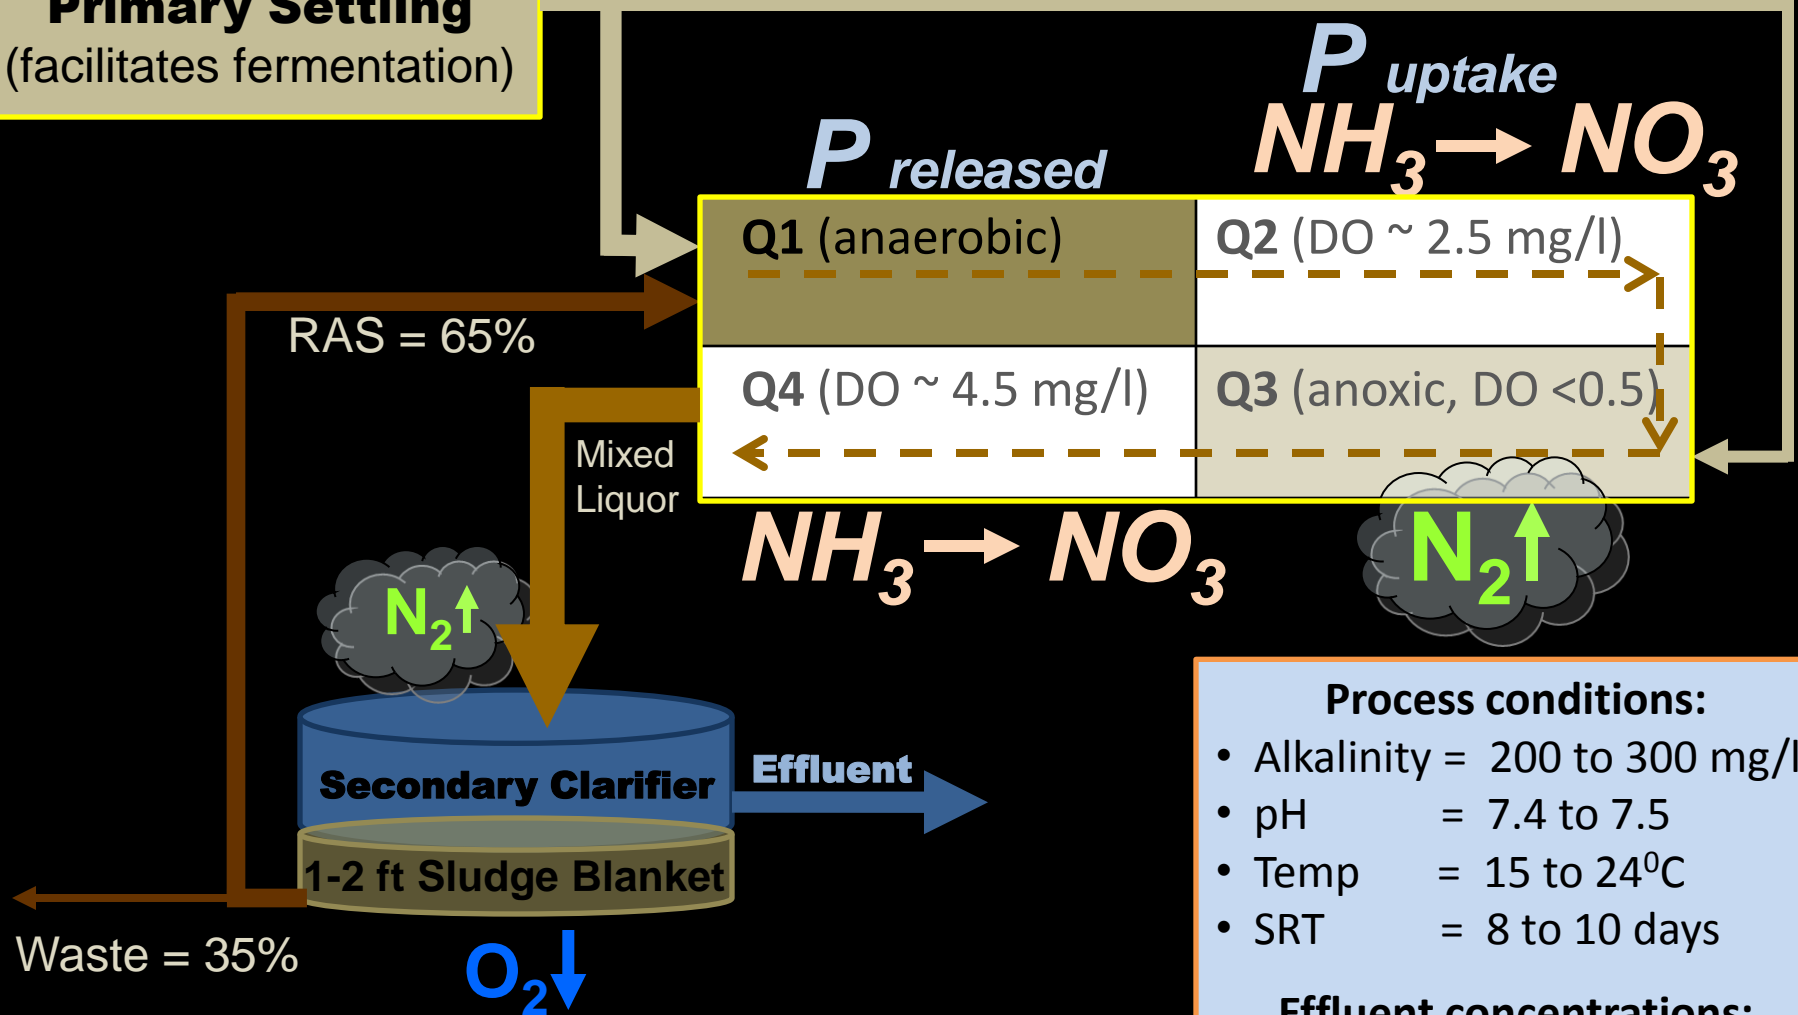 Primary Settling
(facilitates fermentation)
P uptake
NH3 → NO3
P released
Q1 (anaerobic)
Q2 (DO ~ 2.5 mg/l)
RAS = 65%
Q4 (DO ~ 4.5 mg/l)
Q3 (anoxic, DO <0.5)
Mixed
Liquor
NH3 → NO3
N2↑
N2↑
Process conditions:
• Alkalinity = 200 to 300 mg/l
• pH = 7.4 to 7.5
• Temp = 15 to 24⁰C
• SRT = 8 to 10 days
Effluent concentrations:
Secondary Clarifier
Effluent
1-2 ft Sludge Blanket
Waste = 35%
O2↓